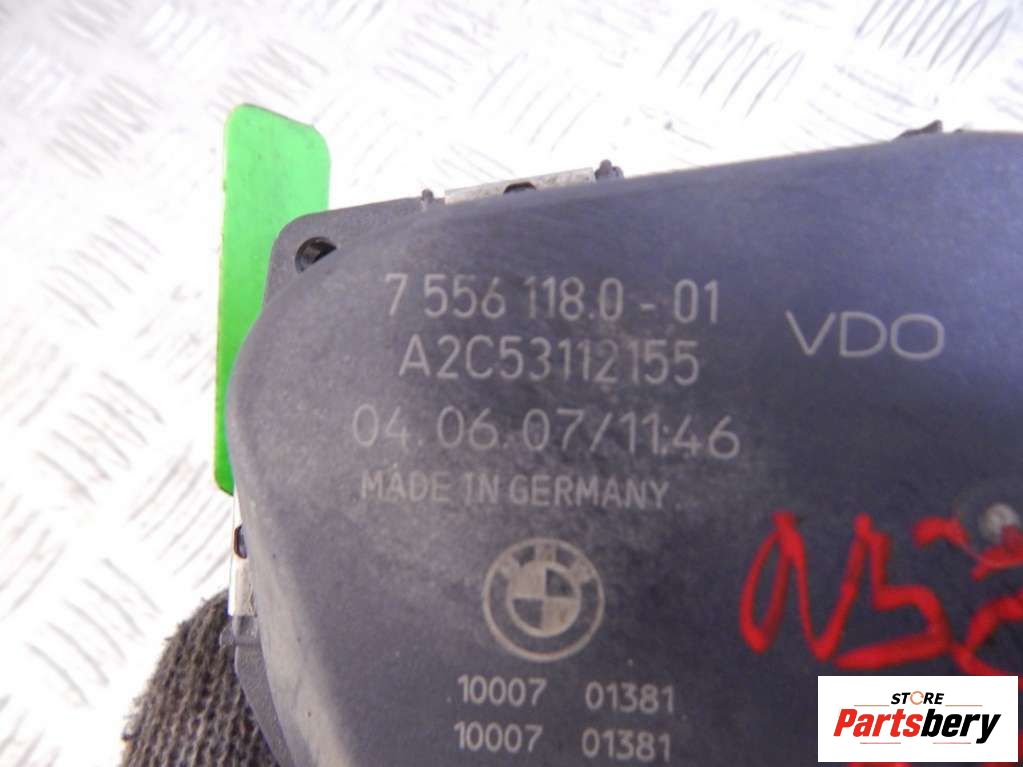 7 556 118.0 - 01
VDO
A2C53112155
04.06.07/11:46
MADE IN GERMANY
BMW
10007 01381
10007 01381
STORE
Partsbery